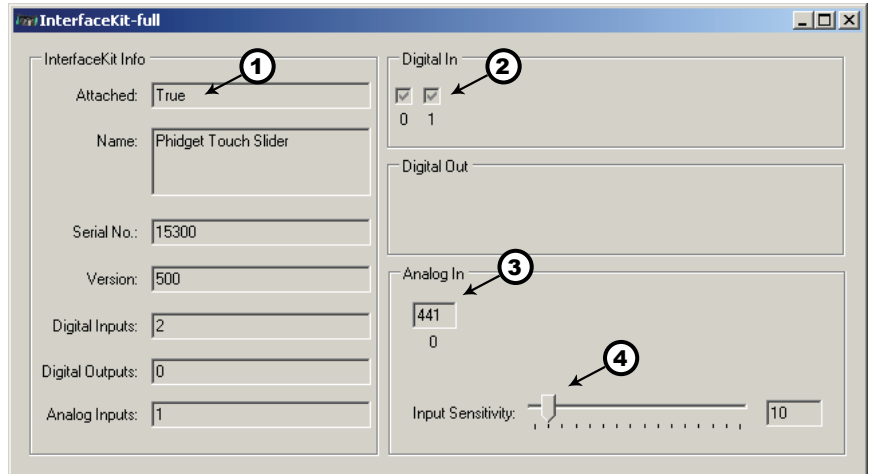 InterfaceKit-full
InterfaceKit Info
1
Attached: True
Name: Phidget Touch Slider
Serial No.: 15300
Version: 500
Digital Inputs: 2
Digital Outputs: 0
Analog Inputs: 1
Digital In
2
0 1
Digital Out
Analog In
3
441
0
4
Input Sensitivity: 10